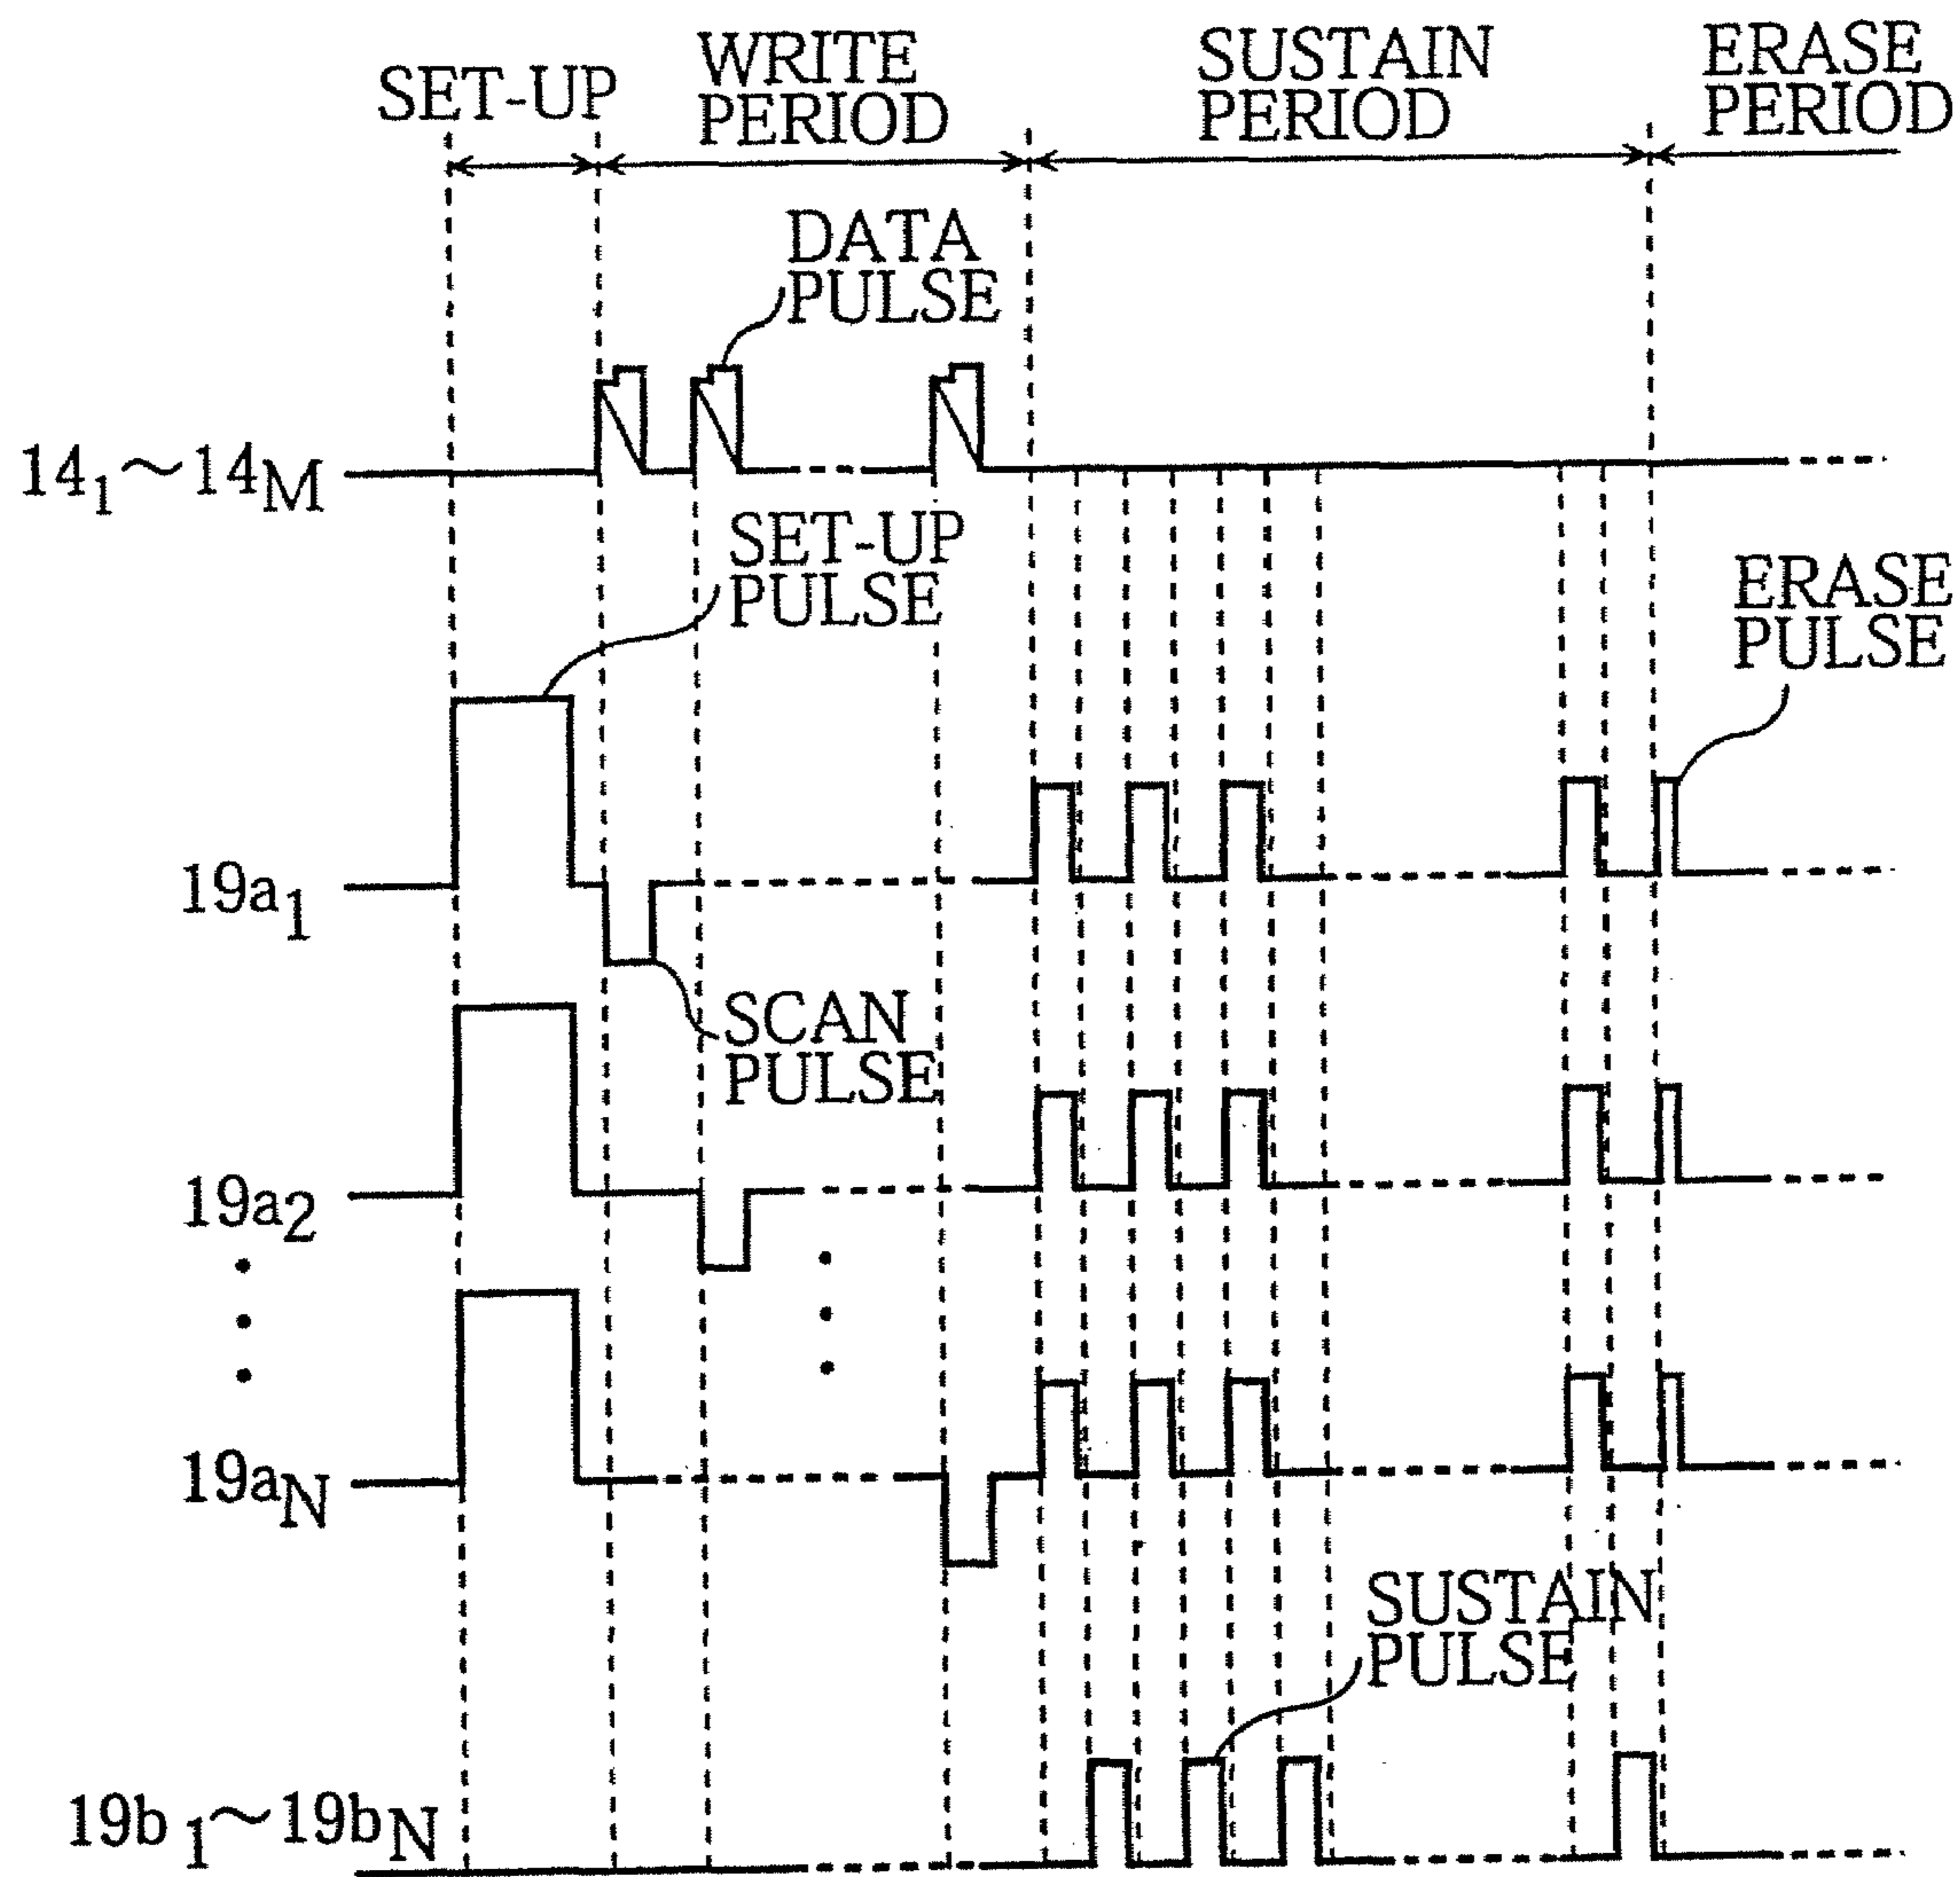 SET-UP
WRITE
PERIOD
SUSTAIN
PERIOD
ERASE
PERIOD
DATA
PULSE
14₁~14M
SET-UP
PULSE
ERASE
PULSE
19a₁
SCAN
PULSE
19a₂
19aN
SUSTAIN
PULSE
19b₁~19bN